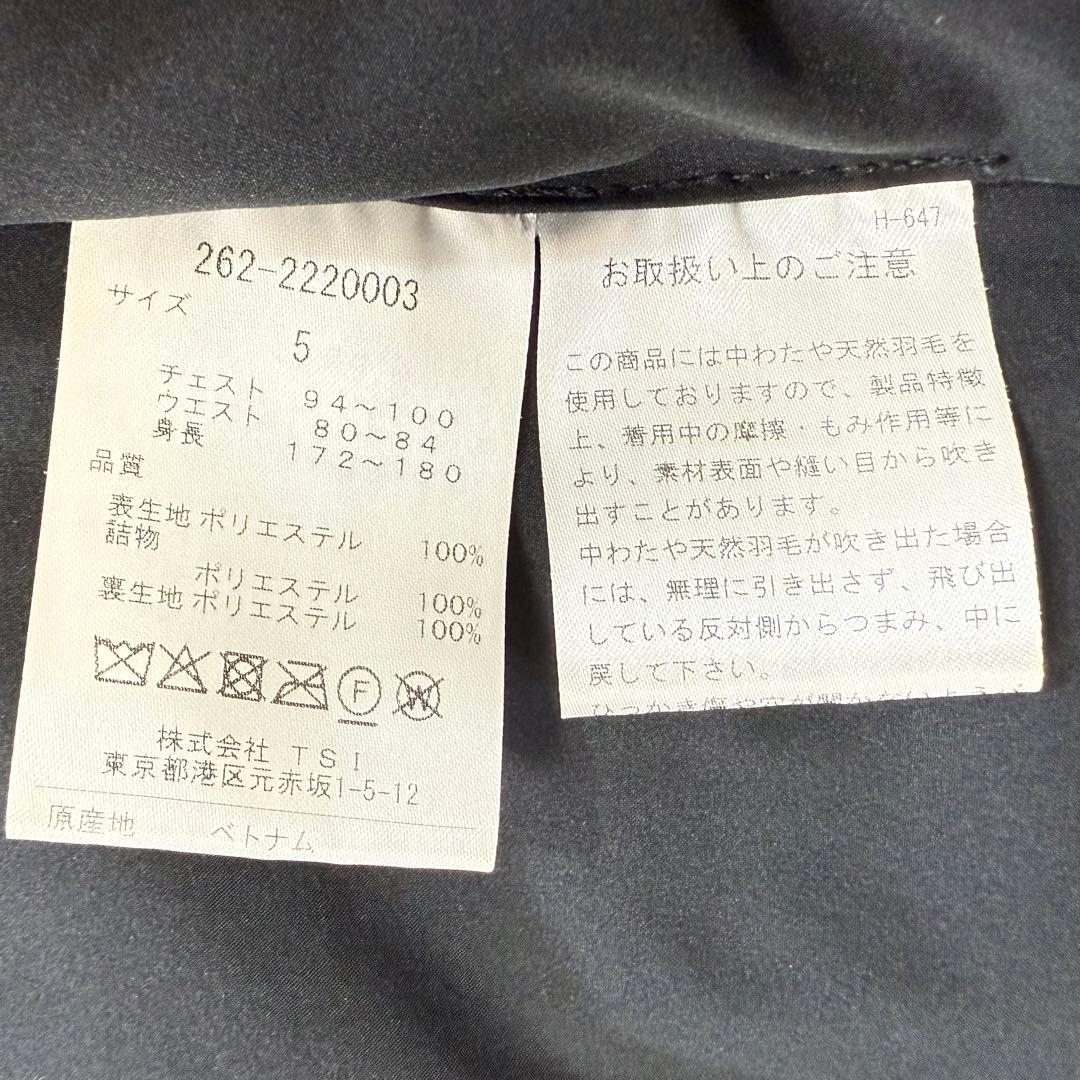 262-2220003
サイズ
5
チェスト 94～100
ウエスト 80～84
身長 172～180
品質
表生地 ポリエステル 100%
詰物
ポリエステル 100%
裏生地 ポリエステル 100%
F
W
株式会社 TSI
東京都港区元赤坂1-5-12
原産地 ベトナム
H-647
お取扱い上のご注意
この商品には中わたや天然羽毛を
使用しておりますので、製品特徴
上、着用中の摩擦・もみ作用等に
より、素材表面や縫い目から吹き
出すことがあります。
中わたや天然羽毛が吹き出た場合
には、無理に引き出さず、飛び出
している反対側からつまみ、中に
戻して下さい。